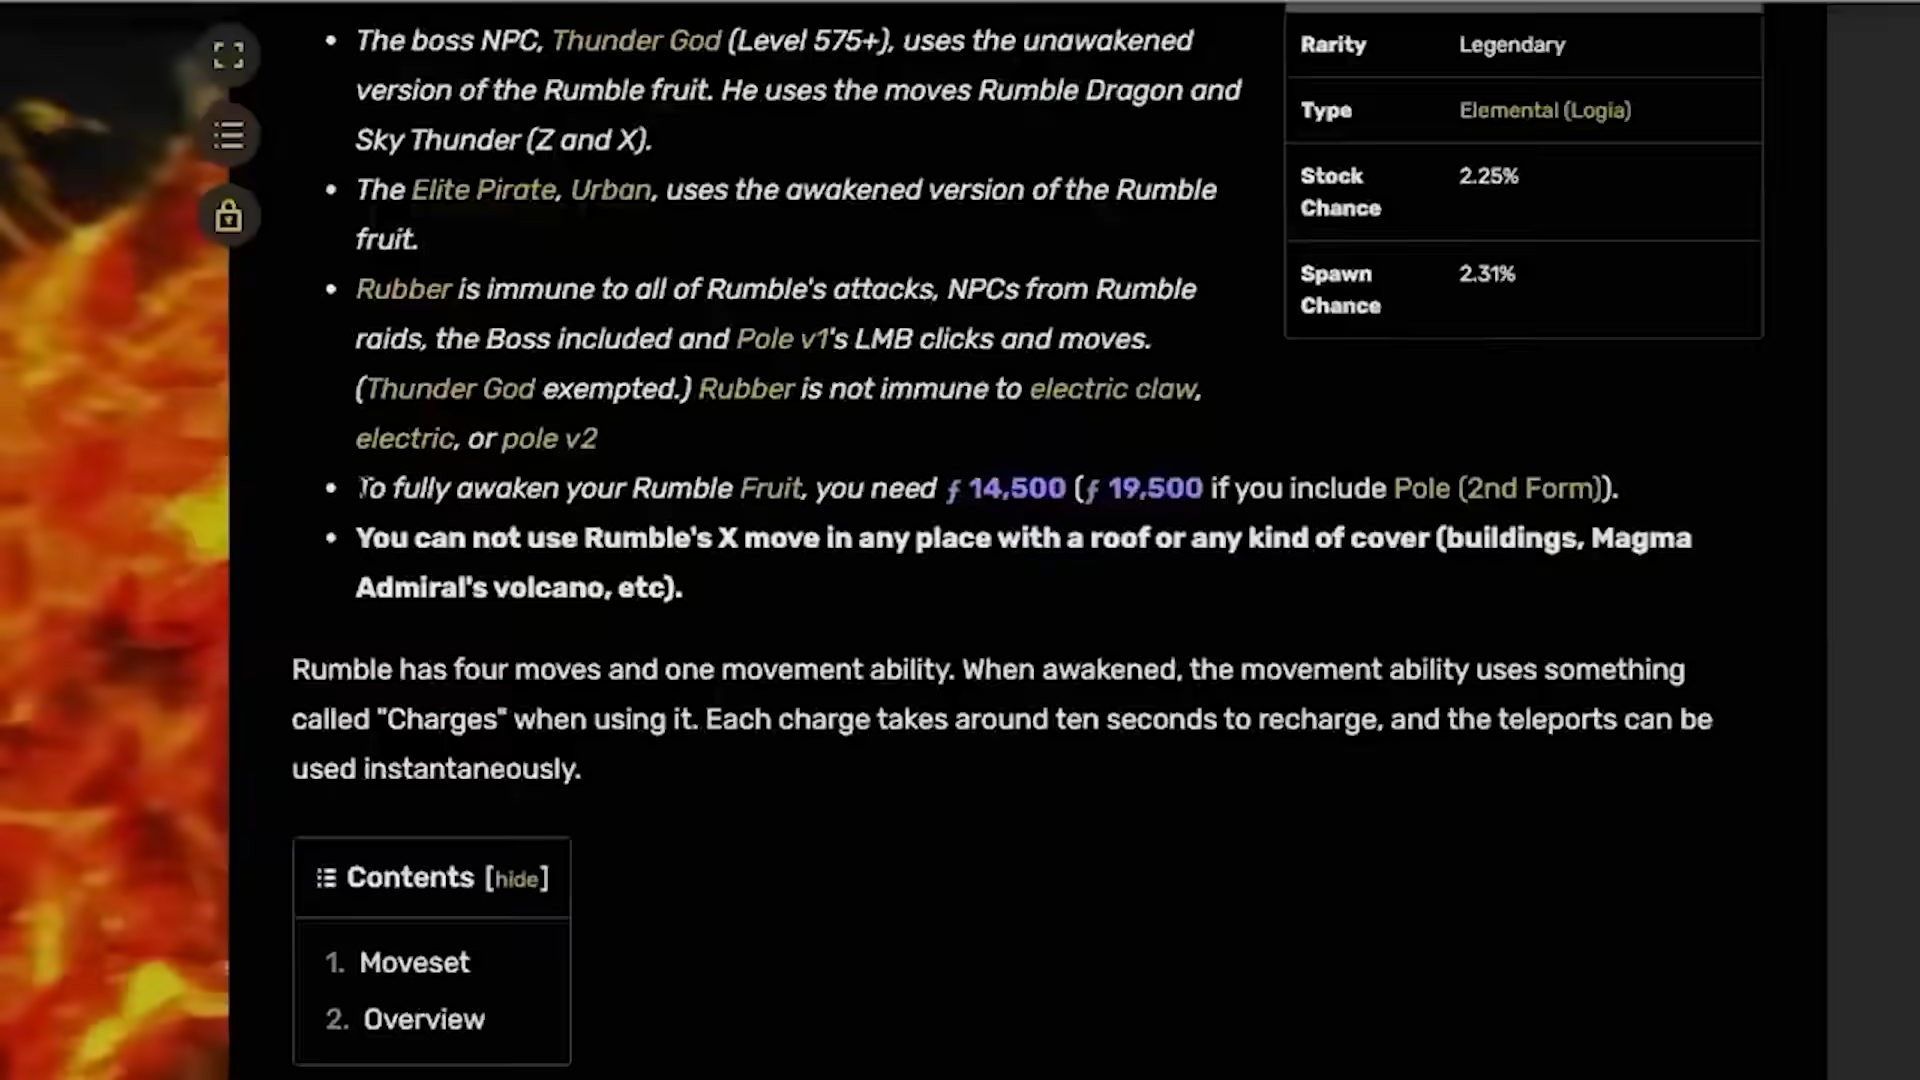 • The boss NPC, Thunder God (Level 575+), uses the unawakened
version of the Rumble fruit. He uses the moves Rumble Dragon and
Sky Thunder (Z and X).
• The Elite Pirate, Urban, uses the awakened version of the Rumble
fruit.
• Rubber is immune to all of Rumble's attacks, NPCs from Rumble
raids, the Boss included and Pole v1's LMB clicks and moves.
(Thunder God exempted.) Rubber is not immune to electric claw,
electric, or pole v2
• To fully awaken your Rumble Fruit, you need ƒ 14,500 (ƒ 19,500 if you include Pole (2nd Form)).
• You can not use Rumble's X move in any place with a roof or any kind of cover (buildings, Magma
Admiral's volcano, etc).
Rarity Legendary
Type Elemental (Logia)
Stock Chance 2.25%
Spawn Chance 2.31%
Rumble has four moves and one movement ability. When awakened, the movement ability uses something
called "Charges" when using it. Each charge takes around ten seconds to recharge, and the teleports can be
used instantaneously.
Contents [hide]
1. Moveset
2. Overview